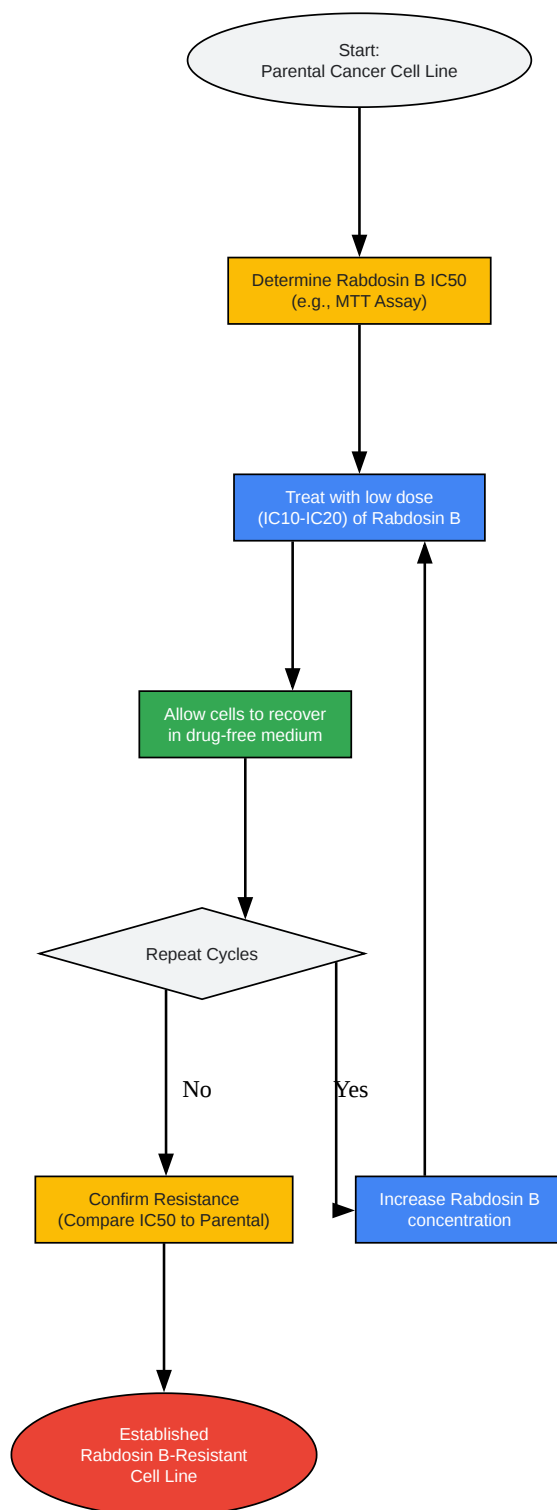 Start:
Parental Cancer Cell Line
Determine Rabdosin B IC50
(e.g., MTT Assay)
Treat with low dose
(IC10-IC20) of Rabdosin B
Allow cells to recover
in drug-free medium
Repeat Cycles
No
Yes
Confirm Resistance
(Compare IC50 to Parental)
Increase Rabdosin B
concentration
Established
Rabdosin B-Resistant
Cell Line